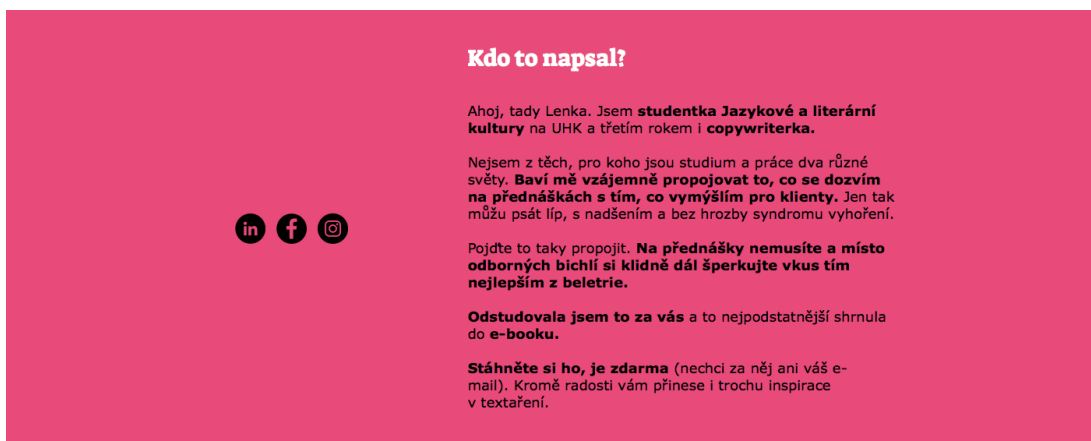 Kdo to napsal?
Ahoj, tady Lenka. Jsem studentka Jazykové a literární
kultury na UHK a třetím rokem i copywriterka.
Nejsem z těch, pro koho jsou studium a práce dva různé
světy. Baví mě vzájemně propojovat to, co se dozvím
na přednáškách s tím, co vymýšlím pro klienty. Jen tak
můžu psát líp, s nadšením a bez hrozby syndromu vyhoření.
in
f
Pojďte to taky propojit. Na přednášky nemusíte a místo
odborných bichlí si klidně dál šperkujte vkus tím
nejlepším z beletrie.
Odstudovala jsem to za vás a to nejpodstatnější shrnula
do e-booku.
Stáhněte si ho, je zdarma (nechci za něj ani váš e-
mail). Kromě radosti vám přinese i trochu inspirace
v textaření.